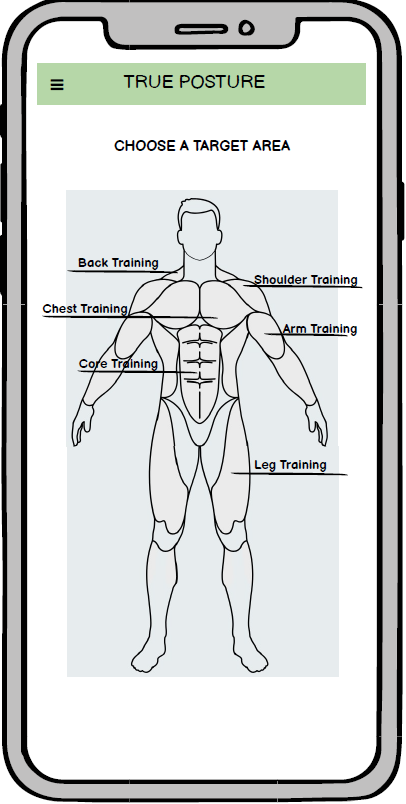 TRUE POSTURE
CHOOSE A TARGET AREA
Back Training
Shoulder Training
Chest Training
Arm Training
Core Training
Leg Training